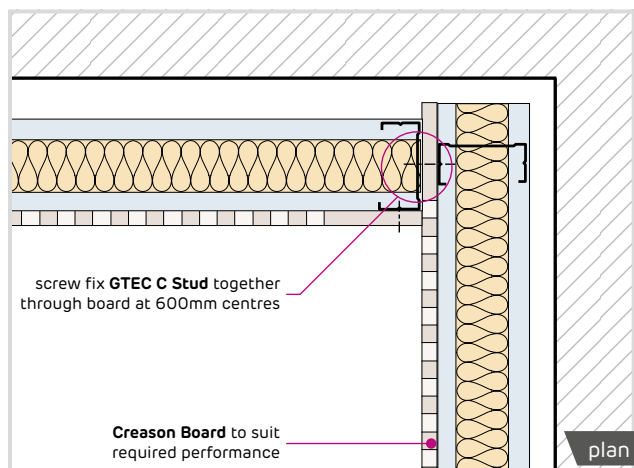 screw fix GTEC C Stud together
through board at 600mm centres
Creason Board to suit
required performance
plan